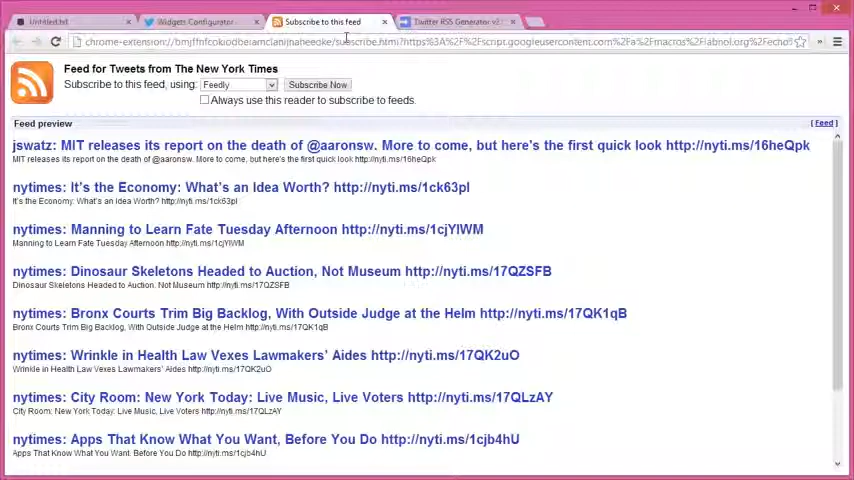 Untitled.txt
Widgets Configurator
Subscribe to this feed
Twitter RSS Generator v2.
Feed for Tweets from The New York Times
Subscribe to this feed, using: Feedly Subscribe Now
Always use this reader to subscribe to feeds.
Feed preview [ Feed ]
jswatz: MIT releases its report on the death of @aaronsw. More to come, but here's the first quick look http://nyti.ms/16heQpk
MIT releases its report on the death of @aaronsw. More to come, but here's the first quick look http://nyti.ms/16heQpk
nytimes: It's the Economy: What's an Idea Worth? http://nyti.ms/1ck63pl
It's the Economy: What's an Idea Worth? http://nyti.ms/1ck63pl
nytimes: Manning to Learn Fate Tuesday Afternoon http://nyti.ms/1cjYIWM
Manning to Learn Fate Tuesday Afternoon http://nyti.ms/1cjYIWM
nytimes: Dinosaur Skeletons Headed to Auction, Not Museum http://nyti.ms/17QZSFB
Dinosaur Skeletons Headed to Auction, Not Museum http://nyti.ms/17QZSFB
nytimes: Bronx Courts Trim Big Backlog, With Outside Judge at the Helm http://nyti.ms/17QK1qB
Bronx Courts Trim Big Backlog, With Outside Judge at the Helm http://nyti.ms/17QK1qB
nytimes: Wrinkle in Health Law Vexes Lawmakers' Aides http://nyti.ms/17QK2uO
Wrinkle in Health Law Vexes Lawmakers' Aides http://nyti.ms/17QK2uO
nytimes: City Room: New York Today: Live Music, Live Voters http://nyti.ms/17QLzAY
City Room: New York Today: Live Music, Live Voters http://nyti.ms/17QLzAY
nytimes: Apps That Know What You Want, Before You Do http://nyti.ms/1cjb4hU
Apps That Know What You Want, Before You Do http://nyti.ms/1cjb4hU